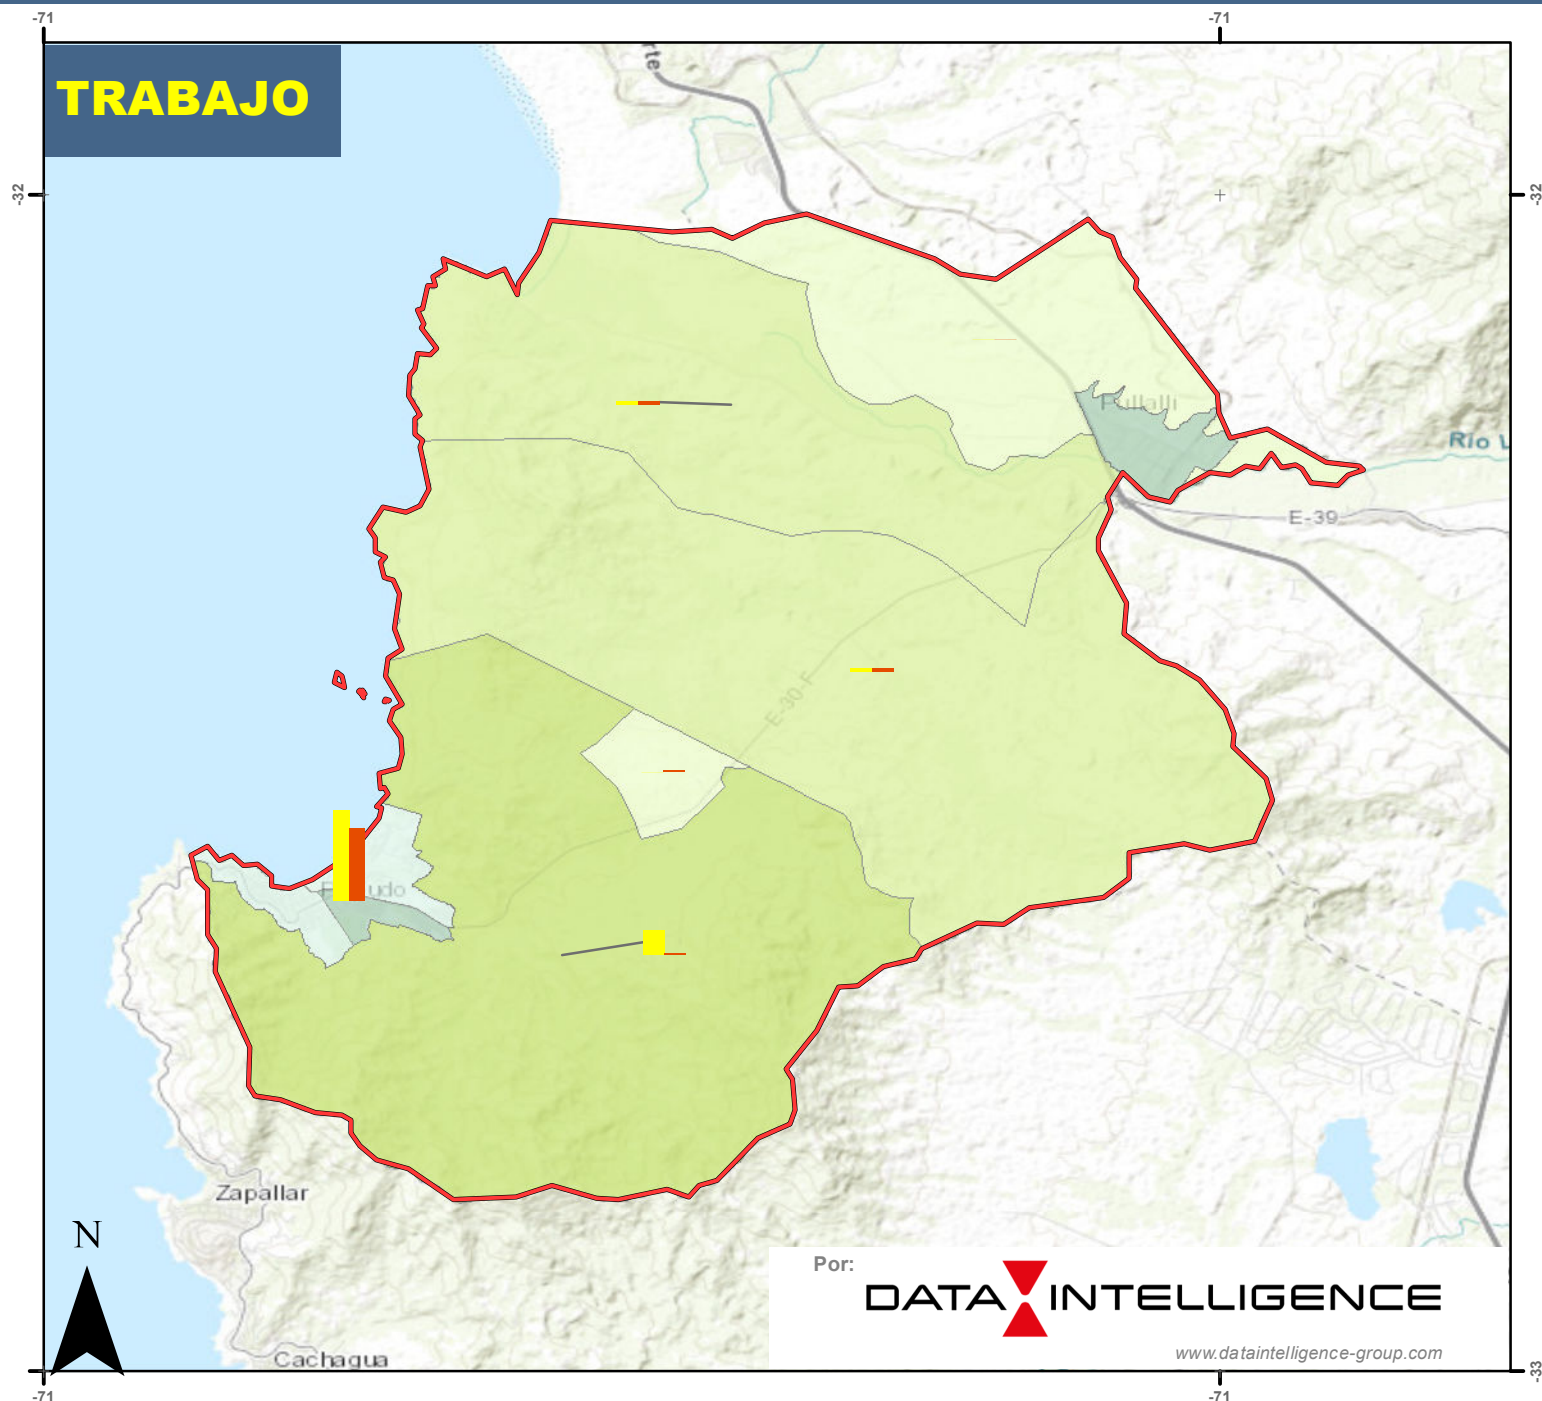 -71
-71
TRABAJO
rte
-32
-32
Pullalli
E-39
E-30-F
Zapallar
N
Cachagua
Por:
DATA INTELLIGENCE
www.dataintelligence-group.com
-33
-71
-71